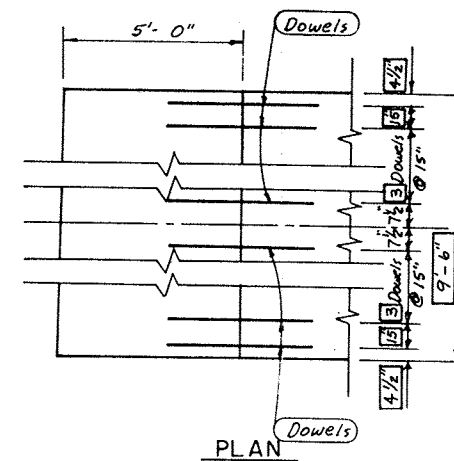 5'- 0"
Dowels
4½"
15"
3 Dowels @ 15"
7½" 7½"
9'-6"
3 Dowels @ 15"
15"
4½"
Dowels
PLAN